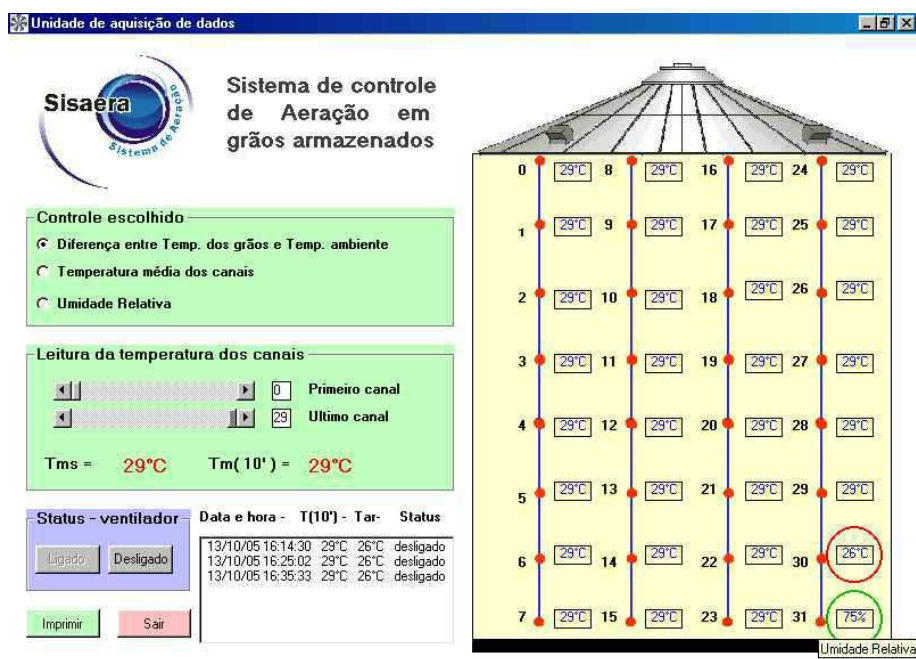 Unidade de aquisição de dados
Sisaera
Sistema de Aeração
Sistema de controle
de Aeração em
grãos armazenados
Controle escolhido
Diferença entre Temp. dos grãos e Temp. ambiente
Temperatura média dos canais
Umidade Relativa
Leitura da temperatura dos canais
0 Primeiro canal
29 Ultimo canal
Tms = 29°C Tm( 10' ) = 29°C
Status - ventilador
Ligado Desligado
Imprimir Sair
Data e hora - T(10') - Tar- Status
13/10/05 16:14:30 29°C 26°C desligado
13/10/05 16:25:02 29°C 26°C desligado
13/10/05 16:35:33 29°C 26°C desligado
0 29°C 8 29°C 16 29°C 24 29°C
1 29°C 9 29°C 17 29°C 25 29°C
2 29°C 10 29°C 18 29°C 26 29°C
3 29°C 11 29°C 19 29°C 27 29°C
4 29°C 12 29°C 20 29°C 28 29°C
5 29°C 13 29°C 21 29°C 29 29°C
6 29°C 14 29°C 22 29°C 30 26°C
7 29°C 15 29°C 23 29°C 31 75%
Umidade Relativa